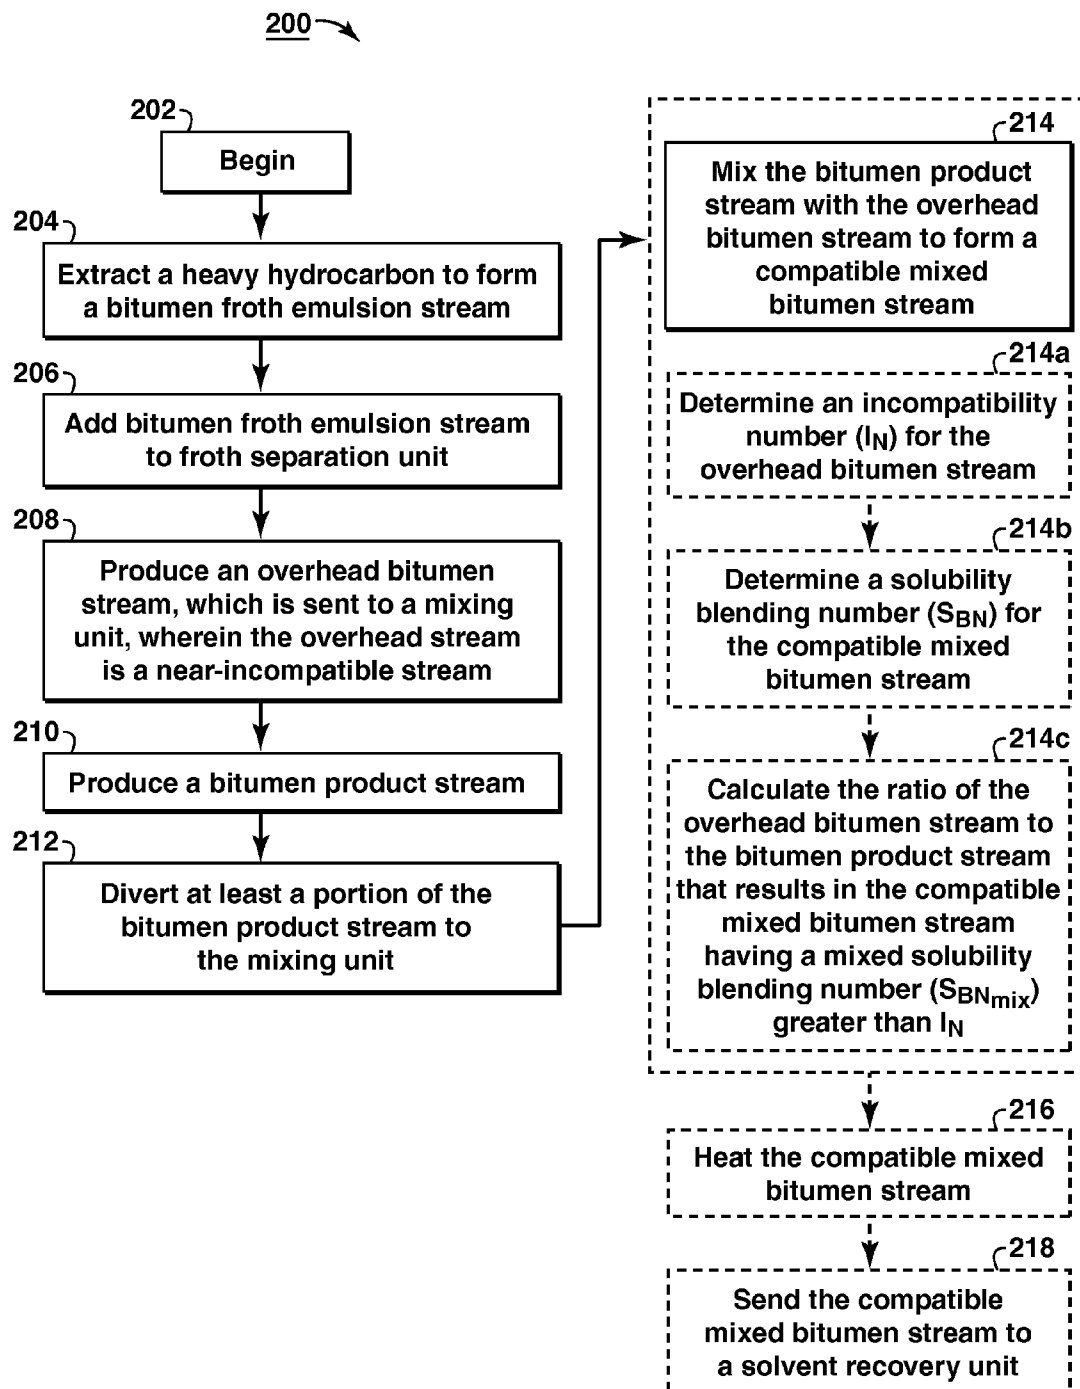 200
202
Begin
204
Extract a heavy hydrocarbon to form
a bitumen froth emulsion stream
206
Add bitumen froth emulsion stream
to froth separation unit
208
Produce an overhead bitumen
stream, which is sent to a mixing
unit, wherein the overhead stream
is a near-incompatible stream
210
Produce a bitumen product stream
212
Divert at least a portion of the
bitumen product stream to
the mixing unit
214
Mix the bitumen product
stream with the overhead
bitumen stream to form a
compatible mixed
bitumen stream
214a
Determine an incompatibility
number (IN) for the
overhead bitumen stream
214b
Determine a solubility
blending number (SBN) for
the compatible mixed
bitumen stream
214c
Calculate the ratio of the
overhead bitumen stream to
the bitumen product stream
that results in the compatible
mixed bitumen stream
having a mixed solubility
blending number (SBNmix)
greater than IN
216
Heat the compatible mixed
bitumen stream
218
Send the compatible
mixed bitumen stream to
a solvent recovery unit